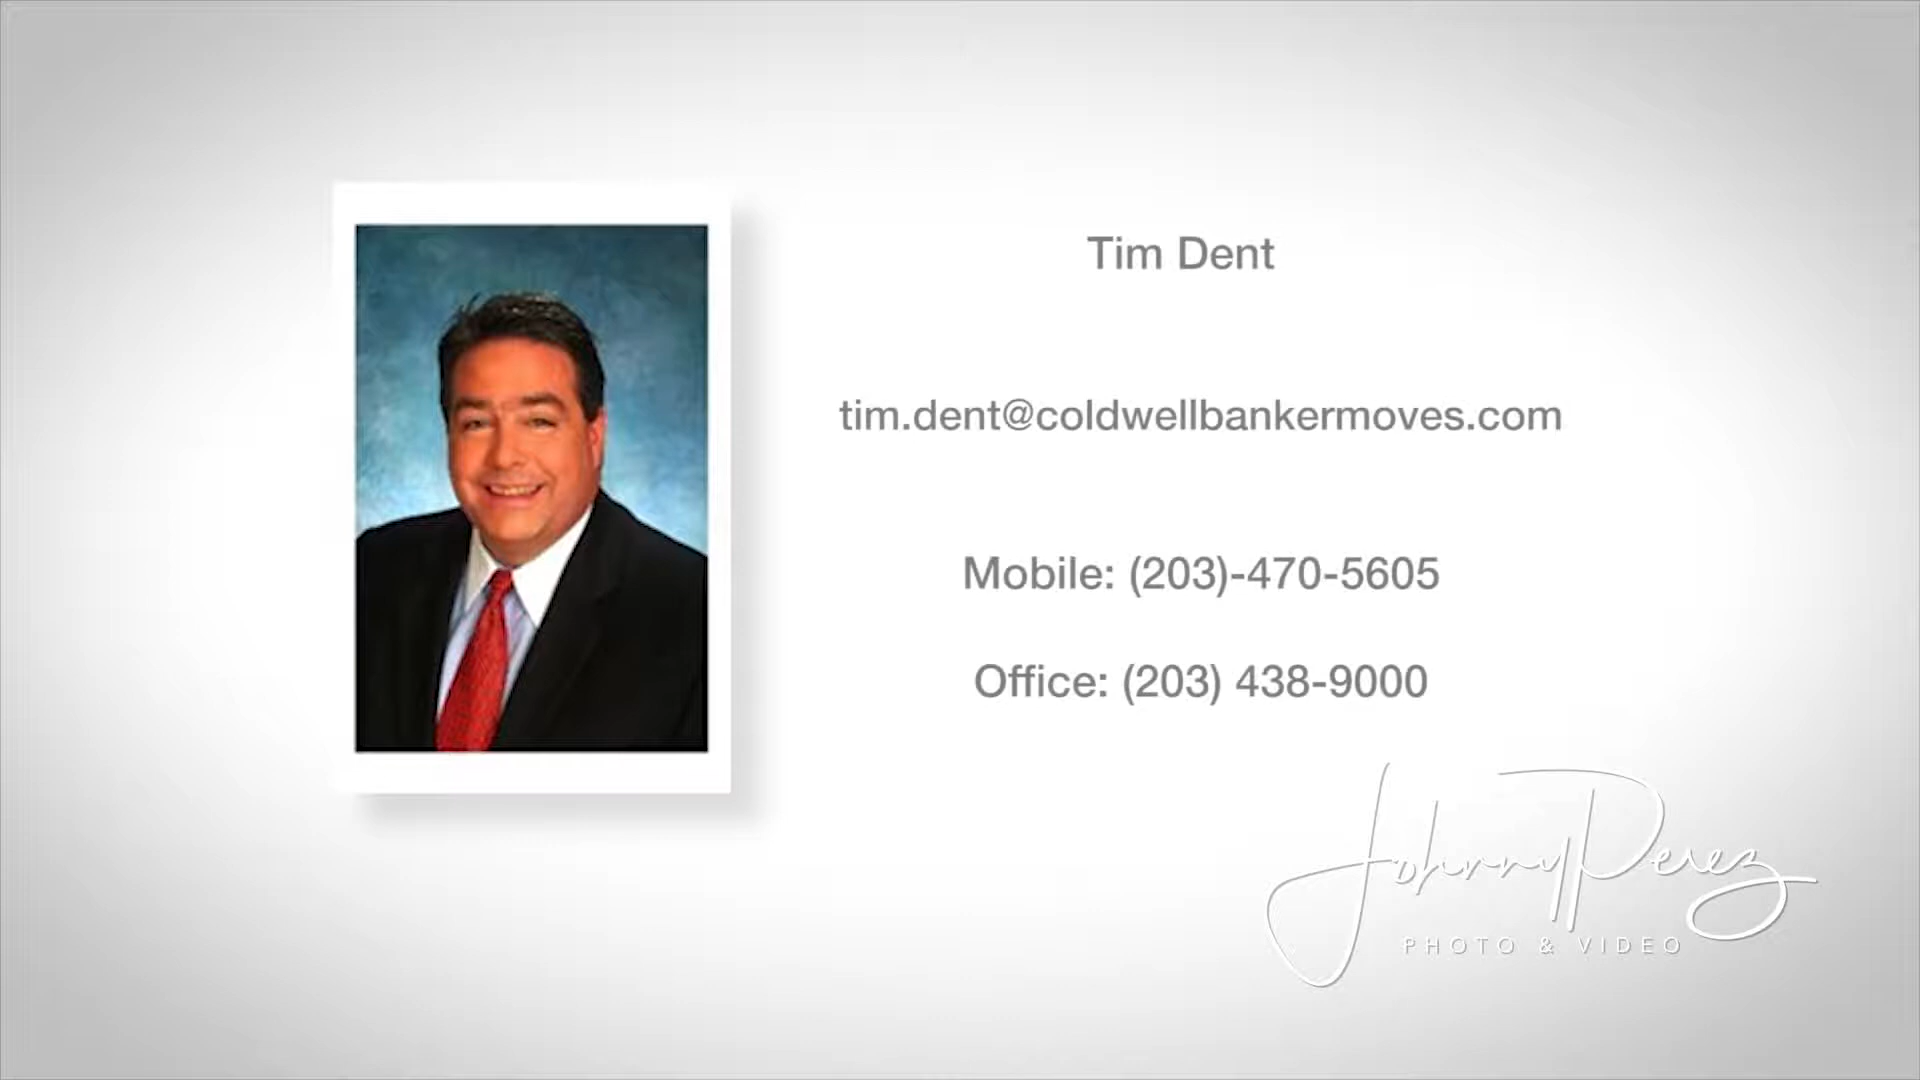 Tim Dent
tim.dent@coldwellbankermoves.com
Mobile: (203)-470-5605
Office: (203) 438-9000
Johnny Perez
PHOTO & VIDEO